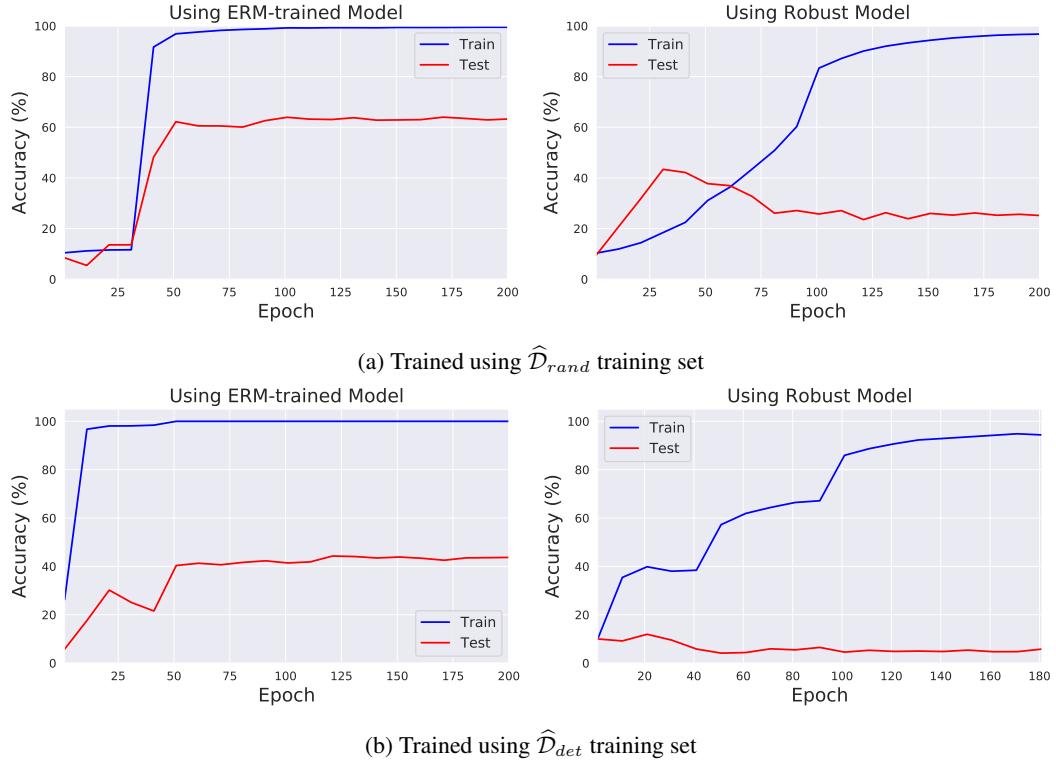 Using ERM-trained Model
Using Robust Model
Accuracy (%)
100
80
60
40
20
0
Train
Test
25 50 75 100 125 150 175 200
Epoch
Accuracy (%)
100
80
60
40
20
0
Train
Test
25 50 75 100 125 150 175 200
Epoch
(a) Trained using D̂_rand training set
Using ERM-trained Model
Using Robust Model
Accuracy (%)
100
80
60
40
20
0
Train
Test
25 50 75 100 125 150 175 200
Epoch
Accuracy (%)
100
80
60
40
20
0
Train
Test
20 40 60 80 100 120 140 160 180
Epoch
(b) Trained using D̂_det training set